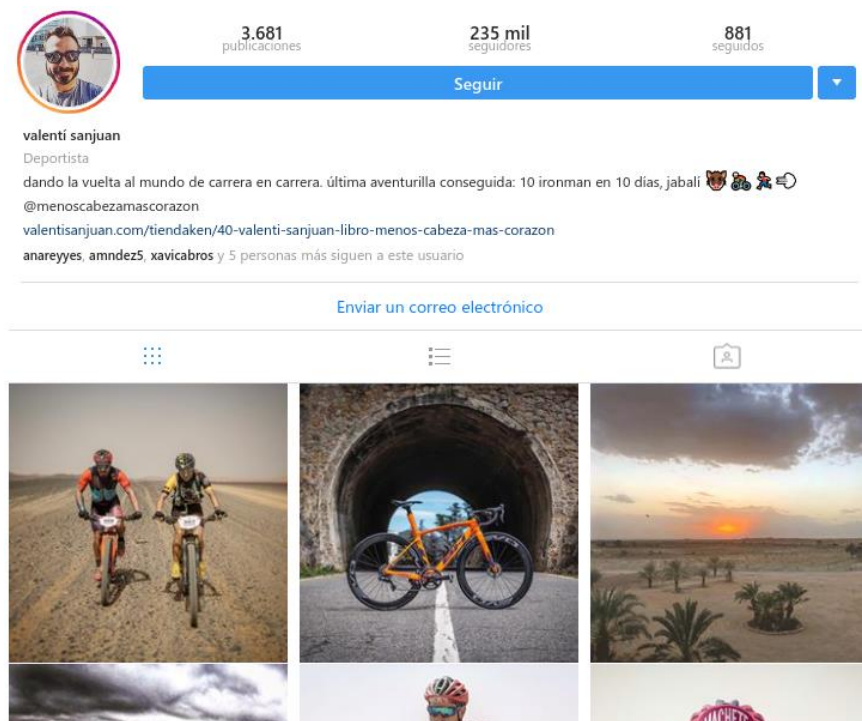 3.681
publicaciones
235 mil
seguidores
881
seguidos
Seguir
valentí sanjuan
Deportista
dando la vuelta al mundo de carrera en carrera. última aventurilla conseguida: 10 ironman en 10 días, jabali 🐗 🚴 🏃 💨
@menoscabezamascorazon
valentisanjuan.com/tiendaken/40-valenti-sanjuan-libro-menos-cabeza-mas-corazon
anareyyes, amndez5, xavicabros y 5 personas más siguen a este usuario
Enviar un correo electrónico